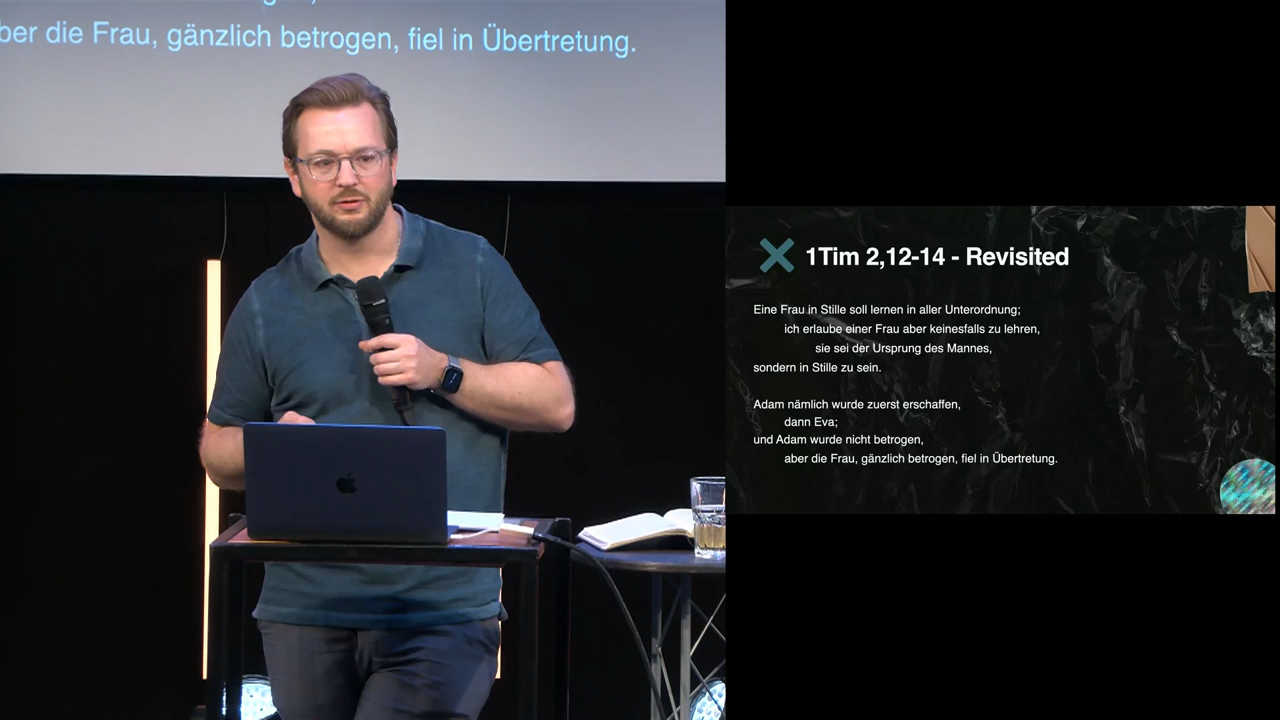 ber die Frau, gänzlich betrogen, fiel in Übertretung.
1Tim 2,12-14 - Revisited
Eine Frau in Stille soll lernen in aller Unterordnung;
ich erlaube einer Frau aber keinesfalls zu lehren,
sie sei der Ursprung des Mannes,
sondern in Stille zu sein.
Adam nämlich wurde zuerst erschaffen,
dann Eva;
und Adam wurde nicht betrogen,
aber die Frau, gänzlich betrogen, fiel in Übertretung.